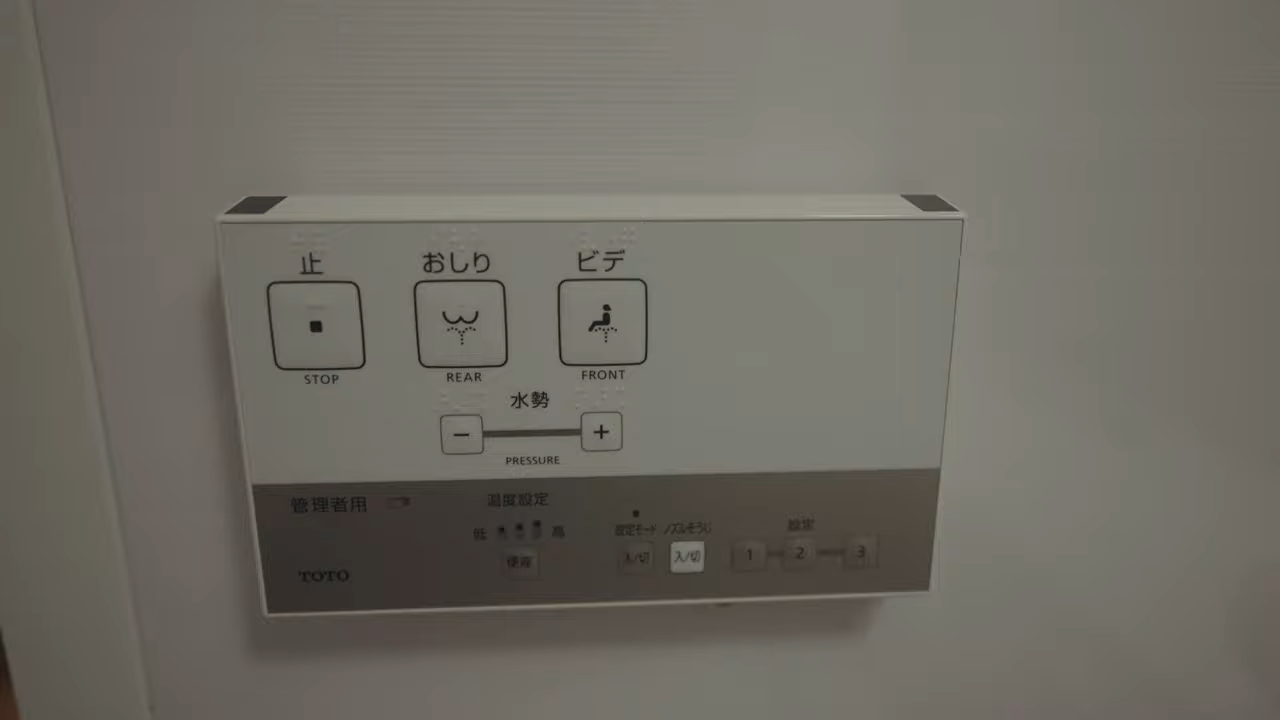 止 おしり ビデ
STOP REAR FRONT
水勢
− +
PRESSURE
管理者用 温度設定
低 高 設定モード ノズルそうじ 設定
便座 入/切 入/切 1 2 3
TOTO